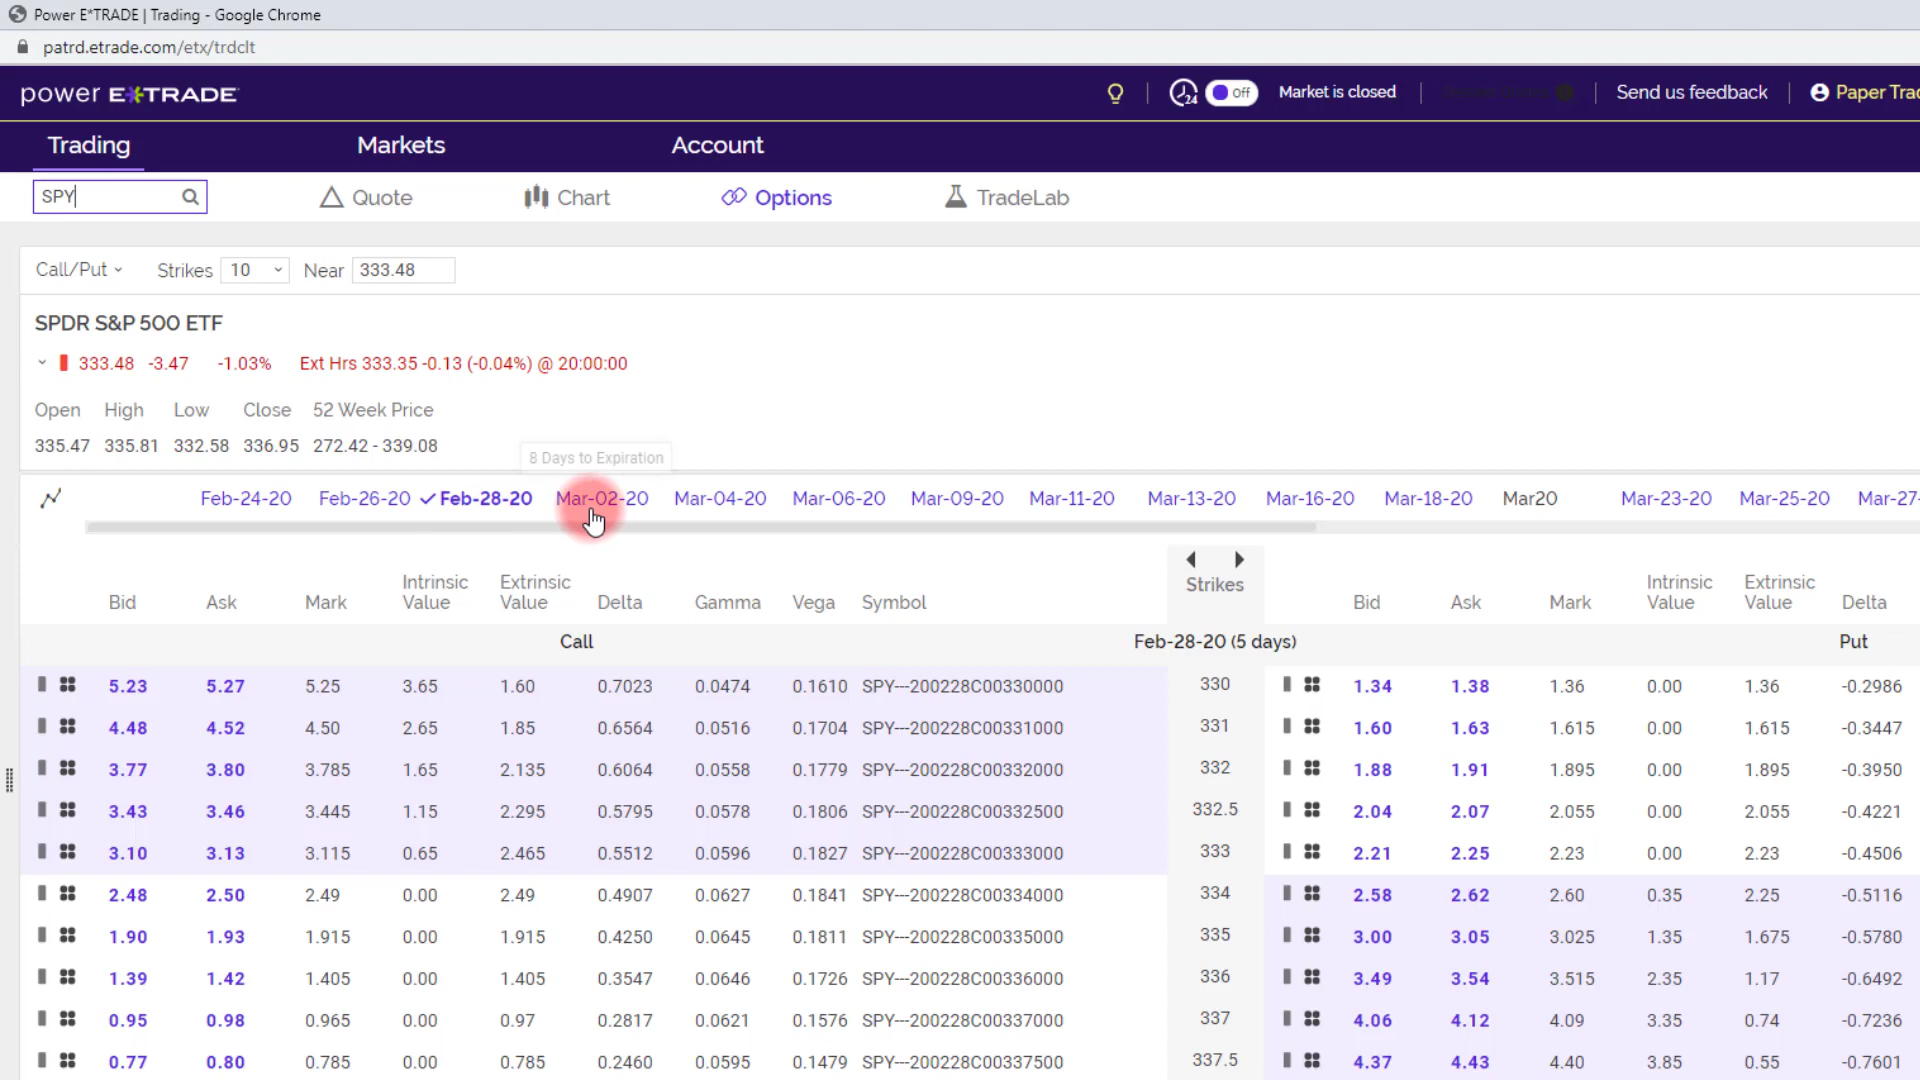 Power E*TRADE | Trading - Google Chrome
patrd.etrade.com/etx/trdclt
power E*TRADE 24 Off Market is closed Send us feedback Paper Trad
Trading Markets Account
SPY Quote Chart Options TradeLab
Call/Put Strikes 10 Near 333.48
SPDR S&P 500 ETF
333.48 -3.47 -1.03% Ext Hrs 333.35 -0.13 (-0.04%) @ 20:00:00
Open High Low Close 52 Week Price
335.47 335.81 332.58 336.95 272.42 - 339.08
8 Days to Expiration
Feb-24-20 Feb-26-20 Feb-28-20 Mar-02-20 Mar-04-20 Mar-06-20 Mar-09-20 Mar-11-20 Mar-13-20 Mar-16-20 Mar-18-20 Mar20 Mar-23-20 Mar-25-20 Mar-27-
Bid Ask Mark Intrinsic Value Extrinsic Value Delta Gamma Vega Symbol Strikes Bid Ask Mark Intrinsic Value Extrinsic Value Delta
Call Feb-28-20 (5 days) Put
5.23 5.27 5.25 3.65 1.60 0.7023 0.0474 0.1610 SPY---200228C00330000 330 1.34 1.38 1.36 0.00 1.36 -0.2986
4.48 4.52 4.50 2.65 1.85 0.6564 0.0516 0.1704 SPY---200228C00331000 331 1.60 1.63 1.615 0.00 1.615 -0.3447
3.77 3.80 3.785 1.65 2.135 0.6064 0.0558 0.1779 SPY---200228C00332000 332 1.88 1.91 1.895 0.00 1.895 -0.3950
3.43 3.46 3.445 1.15 2.295 0.5795 0.0578 0.1806 SPY---200228C00332500 332.5 2.04 2.07 2.055 0.00 2.055 -0.4221
3.10 3.13 3.115 0.65 2.465 0.5512 0.0596 0.1827 SPY---200228C00333000 333 2.21 2.25 2.23 0.00 2.23 -0.4506
2.48 2.50 2.49 0.00 2.49 0.4907 0.0627 0.1841 SPY---200228C00334000 334 2.58 2.62 2.60 0.35 2.25 -0.5116
1.90 1.93 1.915 0.00 1.915 0.4250 0.0645 0.1811 SPY---200228C00335000 335 3.00 3.05 3.025 1.35 1.675 -0.5780
1.39 1.42 1.405 0.00 1.405 0.3547 0.0646 0.1726 SPY---200228C00336000 336 3.49 3.54 3.515 2.35 1.17 -0.6492
0.95 0.98 0.965 0.00 0.97 0.2817 0.0621 0.1576 SPY---200228C00337000 337 4.06 4.12 4.09 3.35 0.74 -0.7236
0.77 0.80 0.785 0.00 0.785 0.2460 0.0595 0.1479 SPY---200228C00337500 337.5 4.37 4.43 4.40 3.85 0.55 -0.7601